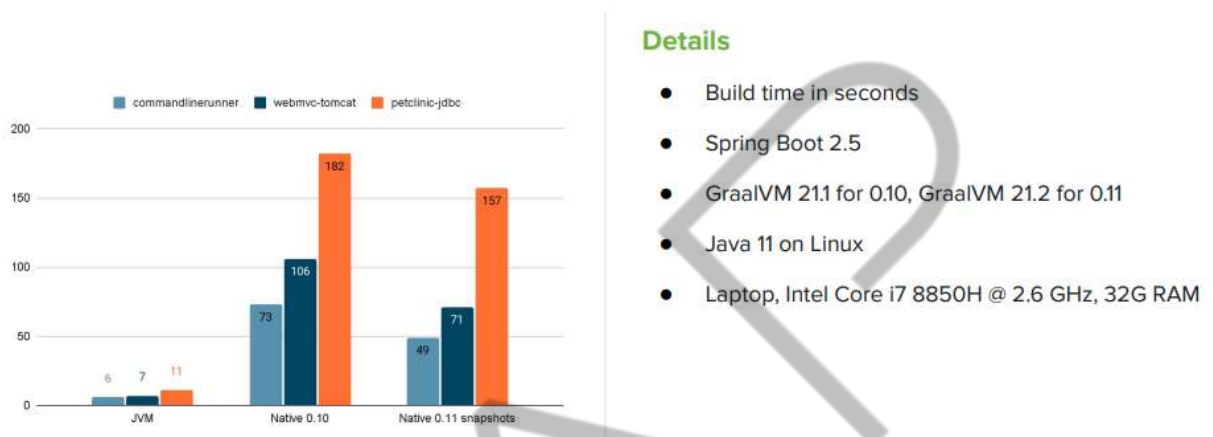 commandlinerunner webmvc-tomcat petclinic-jdbc
200
150
100
50
0
6 7 11
73 106 182
49 71 157
JVM Native 0.10 Native 0.11 snapshots
Details
● Build time in seconds
● Spring Boot 2.5
● GraalVM 21.1 for 0.10, GraalVM 21.2 for 0.11
● Java 11 on Linux
● Laptop, Intel Core i7 8850H @ 2.6 GHz, 32G RAM